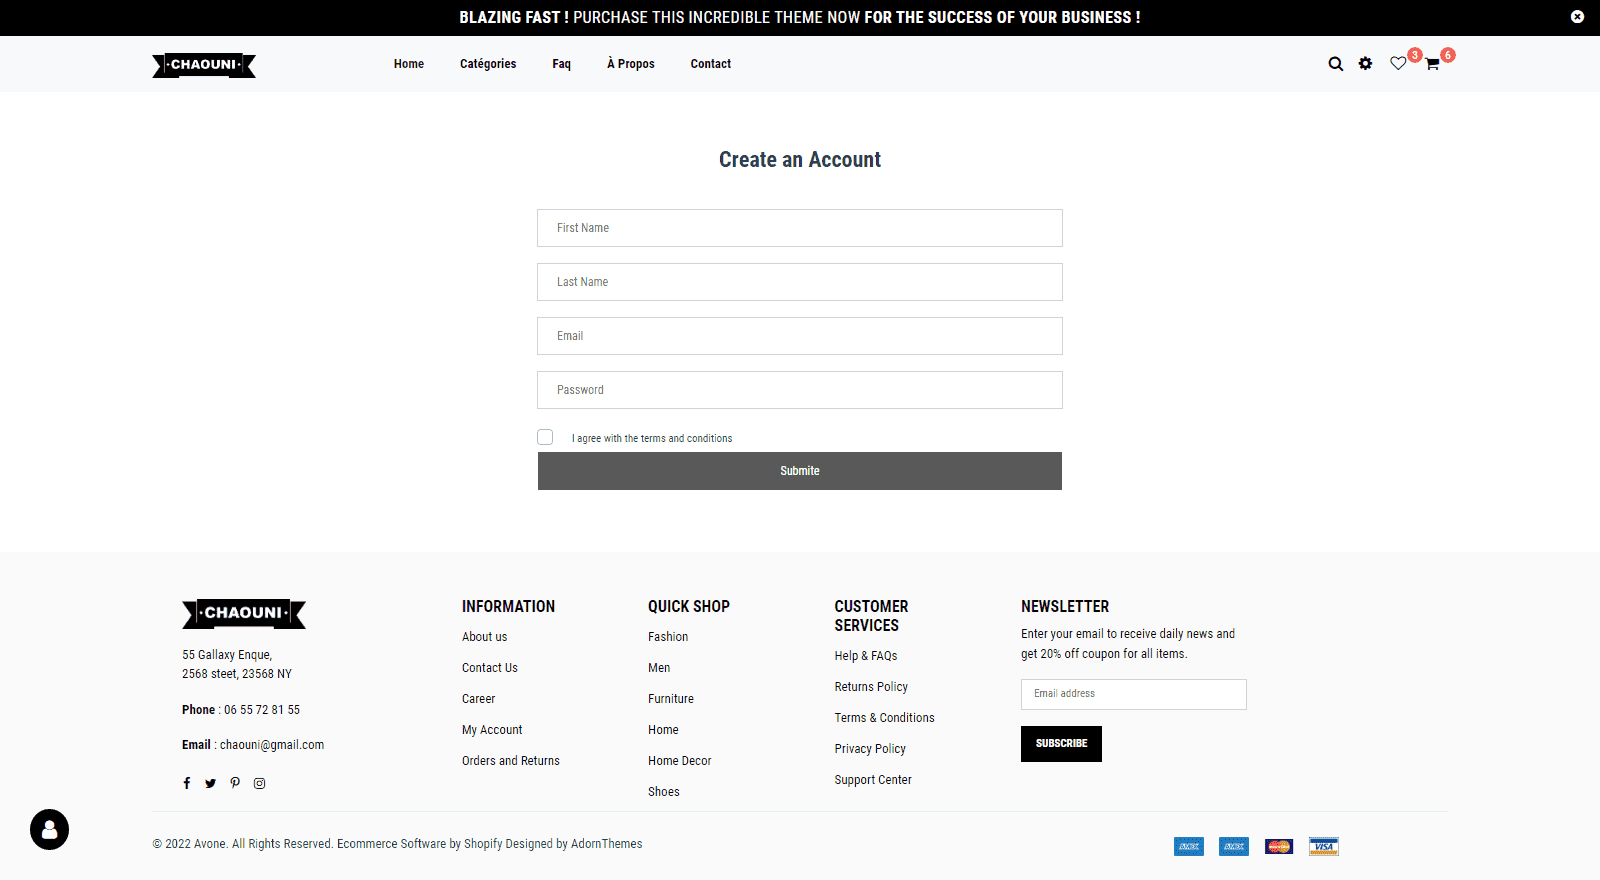 BLAZING FAST ! PURCHASE THIS INCREDIBLE THEME NOW FOR THE SUCCESS OF YOUR BUSINESS !
CHAOUNI
Home Catégories Faq À Propos Contact
3 6
Create an Account
First Name
Last Name
Email
Password
I agree with the terms and conditions
Submite
CHAOUNI
55 Gallaxy Enque,
2568 steet, 23568 NY
Phone : 06 55 72 81 55
Email : chaouni@gmail.com
INFORMATION
About us
Contact Us
Career
My Account
Orders and Returns
QUICK SHOP
Fashion
Men
Furniture
Home
Home Decor
Shoes
CUSTOMER
SERVICES
Help & FAQs
Returns Policy
Terms & Conditions
Privacy Policy
Support Center
NEWSLETTER
Enter your email to receive daily news and
get 20% off coupon for all items.
Email address
SUBSCRIBE
© 2022 Avone. All Rights Reserved. Ecommerce Software by Shopify Designed by AdornThemes
AMEX AMEX MasterCard VISA